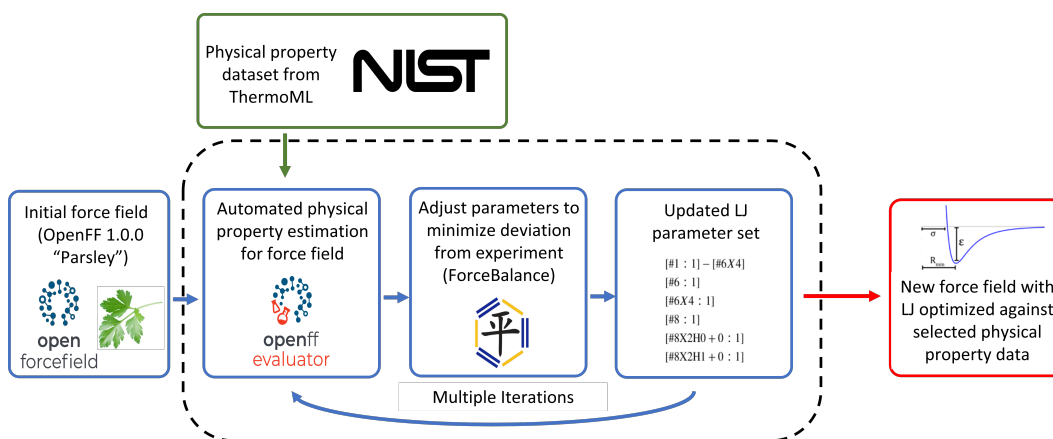 Physical property
dataset from
ThermoML
NIST
Initial force field
(OpenFF 1.0.0
“Parsley”)
open
forcefield
Automated physical
property estimation
for force field
openff
evaluator
Adjust parameters to
minimize deviation
from experiment
(ForceBalance)
平
Updated LJ
parameter set
[#1 : 1] − [#6X4]
[#6 : 1]
[#6X4 : 1]
[#8 : 1]
[#8X2H0 + 0 : 1]
[#8X2H1 + 0 : 1]
Multiple Iterations
σ
ε
Rmin
New force field with
LJ optimized against
selected physical
property data